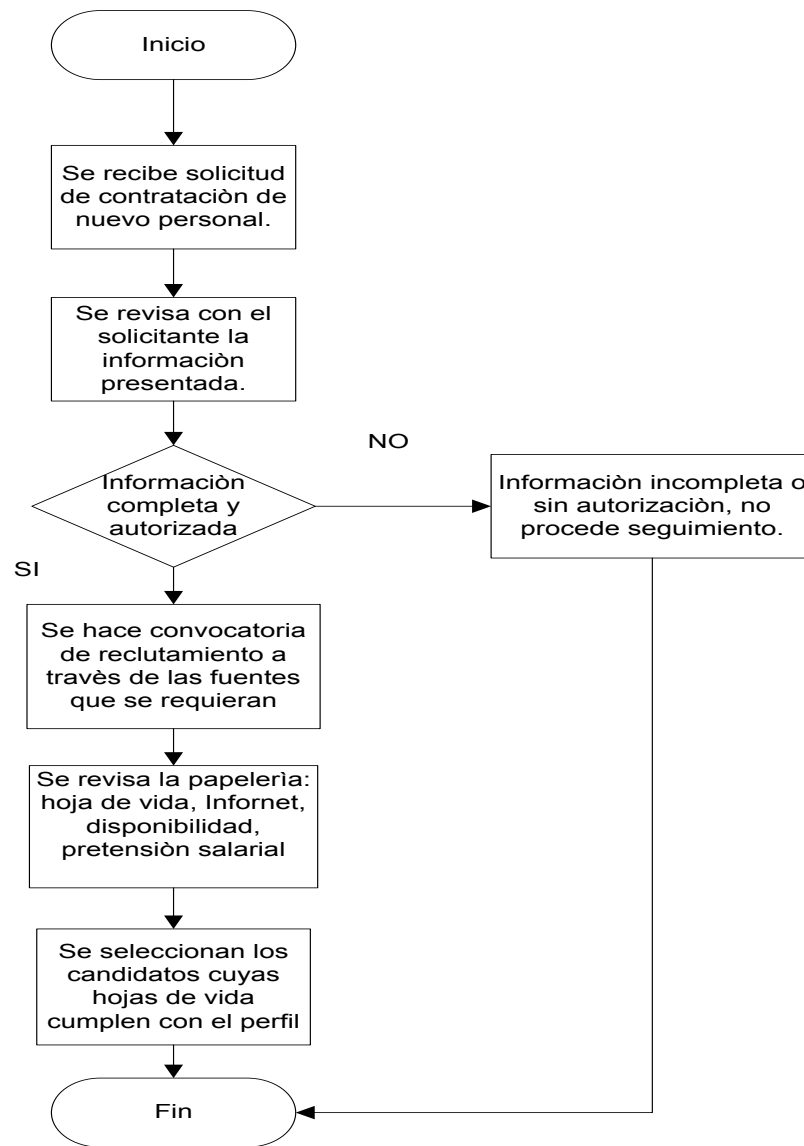 Inicio
Se recibe solicitud
de contrataciòn de
nuevo personal.
Se revisa con el
solicitante la
informaciòn
presentada.
NO
Informaciòn
completa y
autorizada
Informaciòn incompleta o
sin autorizaciòn, no
procede seguimiento.
SI
Se hace convocatoria
de reclutamiento a
travès de las fuentes
que se requieran
Se revisa la papelerìa:
hoja de vida, Infornet,
disponibilidad,
pretensiòn salarial
Se seleccionan los
candidatos cuyas
hojas de vida
cumplen con el perfil
Fin